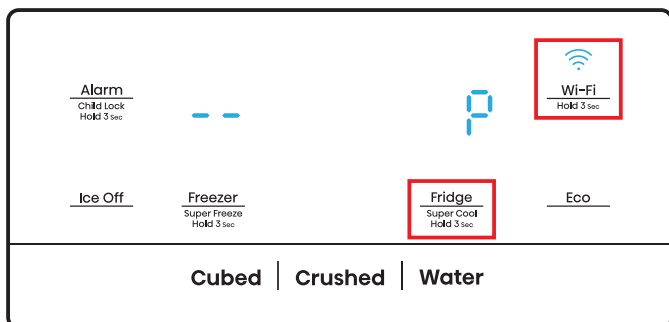 Alarm
Child Lock
Hold 3 Sec
-- P
Wi-Fi
Hold 3 Sec
Ice Off
Freezer
Super Freeze
Hold 3 Sec
Fridge
Super Cool
Hold 3 Sec
Eco
Cubed | Crushed | Water